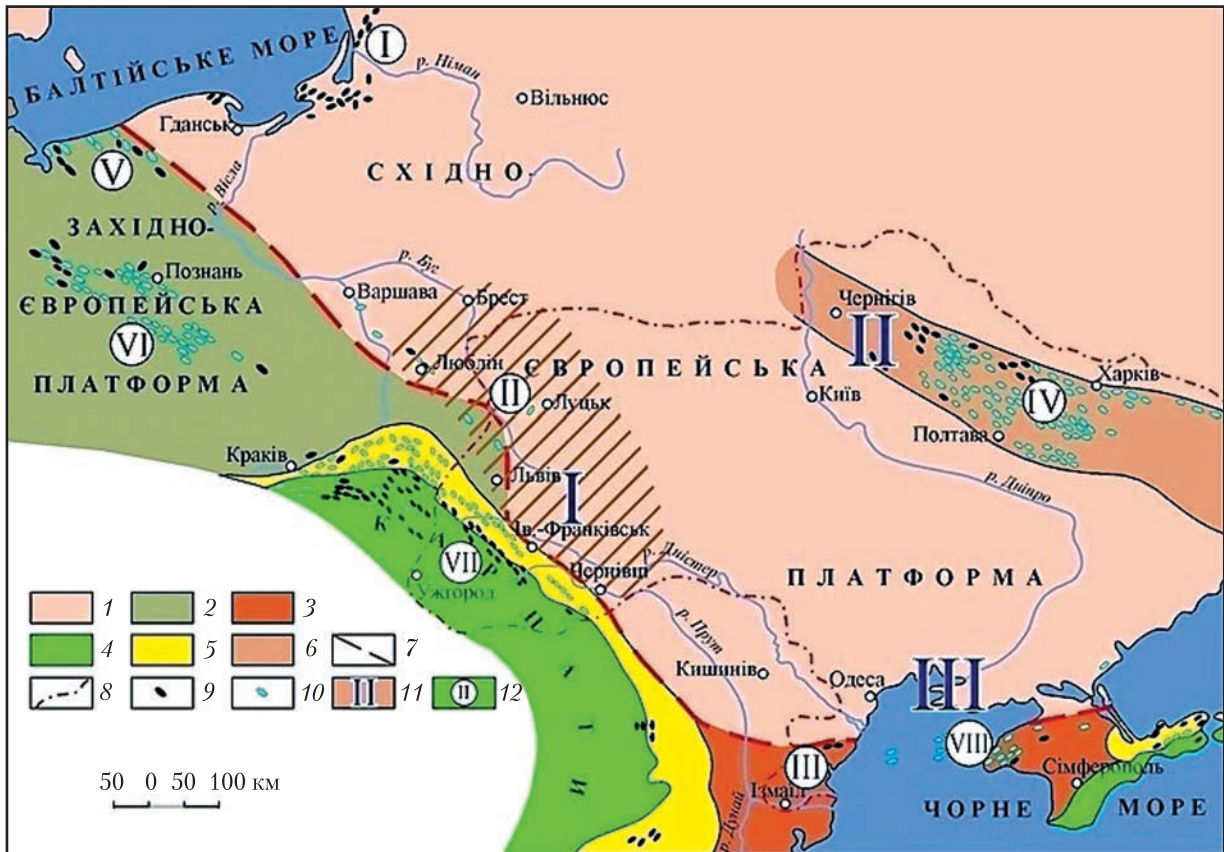 БАЛТІЙСЬКЕ МОРЕ
I
р. Німан
Вільнюс
Гданськ
V
р. Вісла
СХІДНО-
ЗАХІДНО-
Познань
ЄВРОПЕЙСЬКА
VI
ПЛАТФОРМА
р. Буг
Варшава
Брест
Люблін
II
Луцьк
ЄВРОПЕЙСЬКА
Чернігів
II
Київ
Харків
IV
Полтава
р. Дніпро
Краків
Львів
I
Ів.-Франківськ
VII
Ужгород
Чернівці
р. Дністер
ПЛАТФОРМА
р. Прут
Кишинів
Одеса
III
VIII
III
Ізмаїл
р. Дунай
Сімферополь
ЧОРНЕ МОРЕ
1 2 3
4 5 6 7
8 9 10 II 11 II 12
50 0 50 100 км